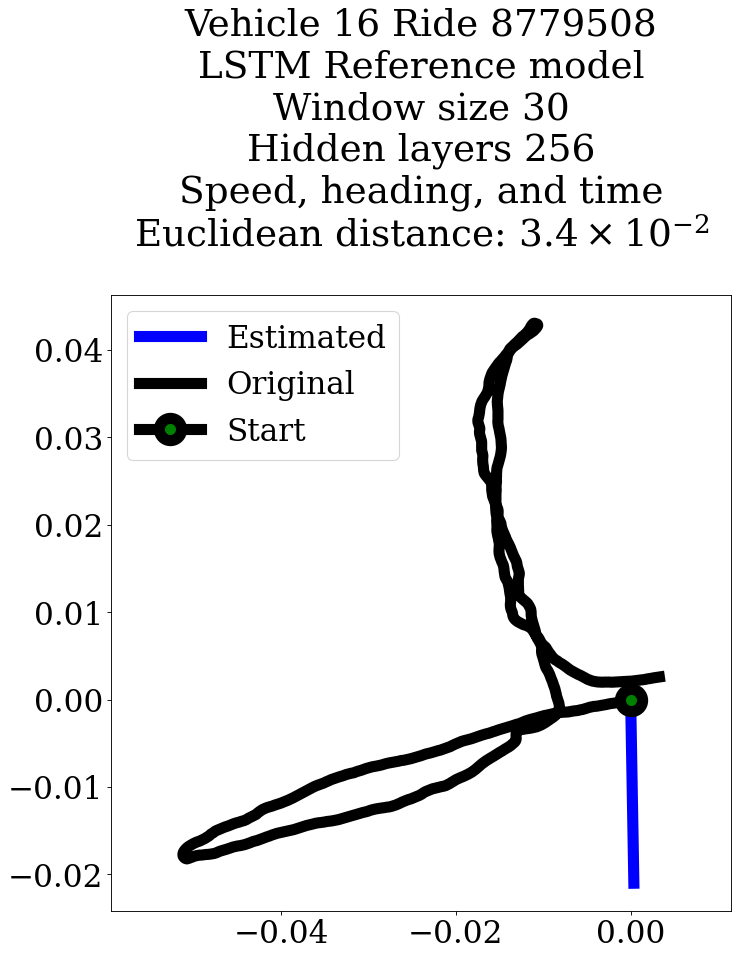 Vehicle 16 Ride 8779508
LSTM Reference model
Window size 30
Hidden layers 256
Speed, heading, and time
Euclidean distance: 3.4 × 10⁻²
Estimated
Original
Start
0.04
0.03
0.02
0.01
0.00
−0.01
−0.02
−0.04
−0.02
0.00